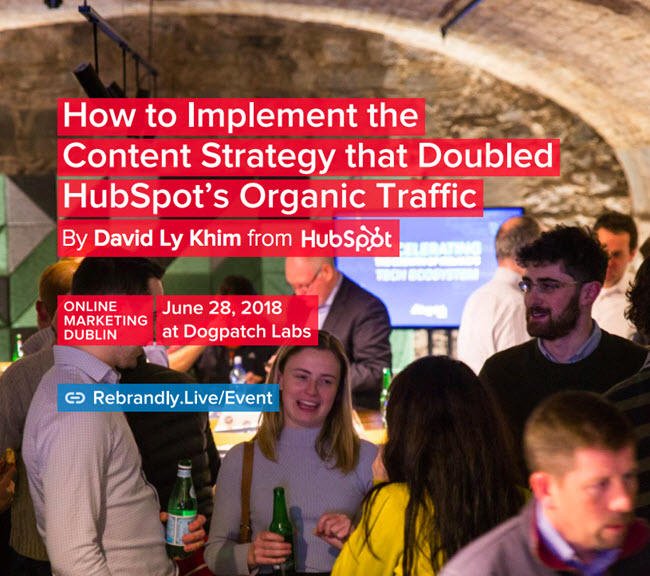 How to Implement the
Content Strategy that Doubled
HubSpot's Organic Traffic
By David Ly Khim from HubSpot
ONLINE
MARKETING
DUBLIN
June 28, 2018
at Dogpatch Labs
Rebrandly.Live/Event
TECH ECOSYSTEM